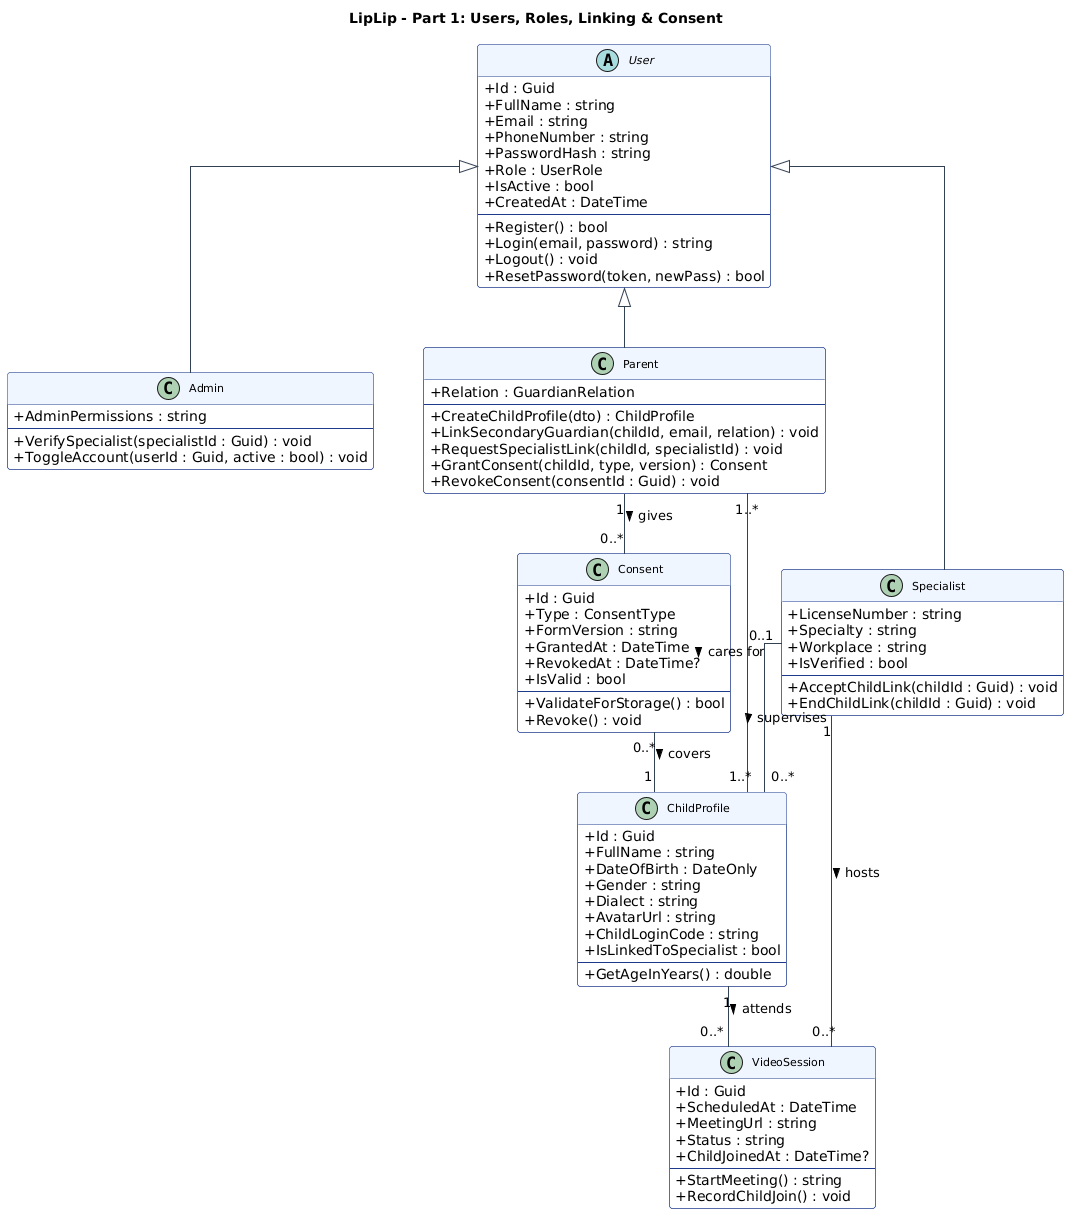 LipLip - Part 1: Users, Roles, Linking & Consent
A User
+Id : Guid
+FullName : string
+Email : string
+PhoneNumber : string
+PasswordHash : string
+Role : UserRole
+IsActive : bool
+CreatedAt : DateTime
+Register() : bool
+Login(email, password) : string
+Logout() : void
+ResetPassword(token, newPass) : bool
C Admin
+AdminPermissions : string
+VerifySpecialist(specialistId : Guid) : void
+ToggleAccount(userId : Guid, active : bool) : void
C Parent
+Relation : GuardianRelation
+CreateChildProfile(dto) : ChildProfile
+LinkSecondaryGuardian(childId, email, relation) : void
+RequestSpecialistLink(childId, specialistId) : void
+GrantConsent(childId, type, version) : Consent
+RevokeConsent(consentId : Guid) : void
1
gives
0..*
1..*
C Consent
+Id : Guid
+Type : ConsentType
+FormVersion : string
+GrantedAt : DateTime
+RevokedAt : DateTime?
+IsValid : bool
+ValidateForStorage() : bool
+Revoke() : void
C Specialist
+LicenseNumber : string
+Specialty : string
+Workplace : string
+IsVerified : bool
+AcceptChildLink(childId : Guid) : void
+EndChildLink(childId : Guid) : void
0..1
cares for
supervises
0..*
covers
1
1..*
0..*
1
hosts
0..*
C ChildProfile
+Id : Guid
+FullName : string
+DateOfBirth : DateOnly
+Gender : string
+Dialect : string
+AvatarUrl : string
+ChildLoginCode : string
+IsLinkedToSpecialist : bool
+GetAgeInYears() : double
1
attends
0..*
C VideoSession
+Id : Guid
+ScheduledAt : DateTime
+MeetingUrl : string
+Status : string
+ChildJoinedAt : DateTime?
+StartMeeting() : string
+RecordChildJoin() : void